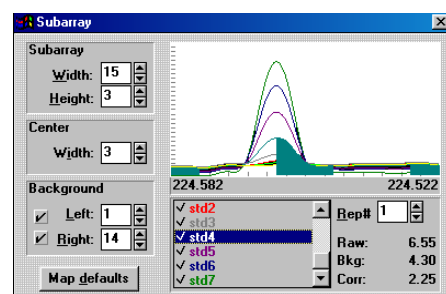 Subarray
Subarray
Width: 15
Height: 3
Center
Width: 3
Background
Left: 1
Right: 14
Map defaults
224.582 224.522
std2
std3
std4
std5
std6
std7
Rep# 1
Raw: 6.55
Bkg: 4.30
Corr: 2.25